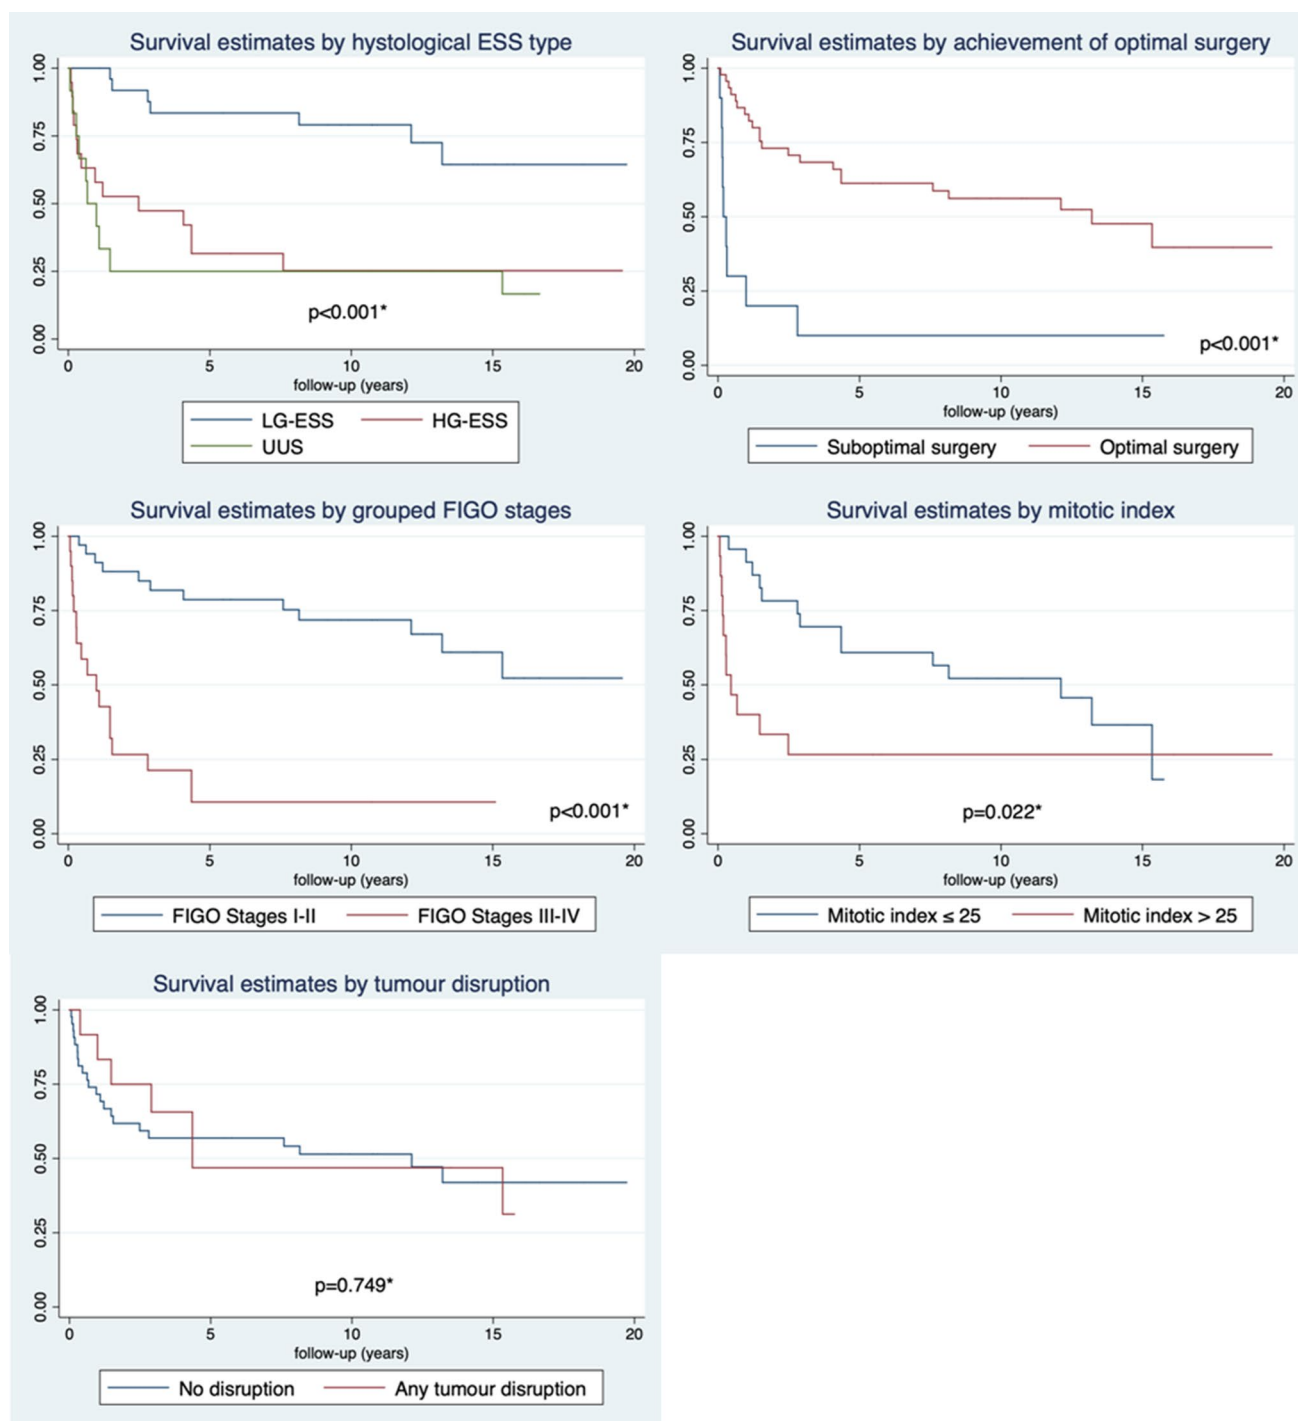 Survival estimates by hystological ESS type
1.00
0.75
0.50
0.25
0.00
p<0.001*
0 5 10 15 20
follow-up (years)
LG-ESS HG-ESS
UUS
Survival estimates by achievement of optimal surgery
1.00
0.75
0.50
0.25
0.00
p<0.001*
0 5 10 15 20
follow-up (years)
Suboptimal surgery Optimal surgery
Survival estimates by grouped FIGO stages
1.00
0.75
0.50
0.25
0.00
p<0.001*
0 5 10 15 20
follow-up (years)
FIGO Stages I-II FIGO Stages III-IV
Survival estimates by mitotic index
1.00
0.75
0.50
0.25
0.00
p=0.022*
0 5 10 15 20
follow-up (years)
Mitotic index ≤ 25 Mitotic index > 25
Survival estimates by tumour disruption
1.00
0.75
0.50
0.25
0.00
p=0.749*
0 5 10 15 20
follow-up (years)
No disruption Any tumour disruption